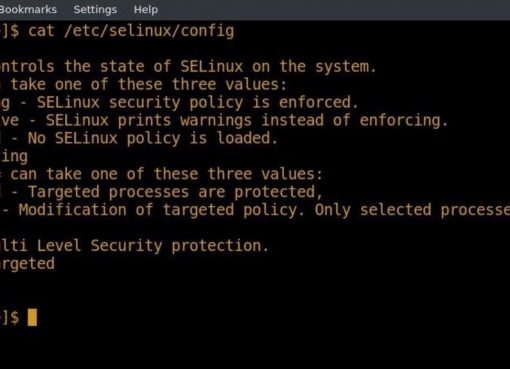 Bookmarks Settings Help
]$ cat /etc/selinux/config
ontrols the state of SELinux on the system.
take one of these three values:
g - SELinux security policy is enforced.
ve - SELinux prints warnings instead of enforcing.
- No SELinux policy is loaded.
ing
= can take one of these three values:
- Targeted processes are protected,
- Modification of targeted policy. Only selected processe
lti Level Security protection.
argeted
]$